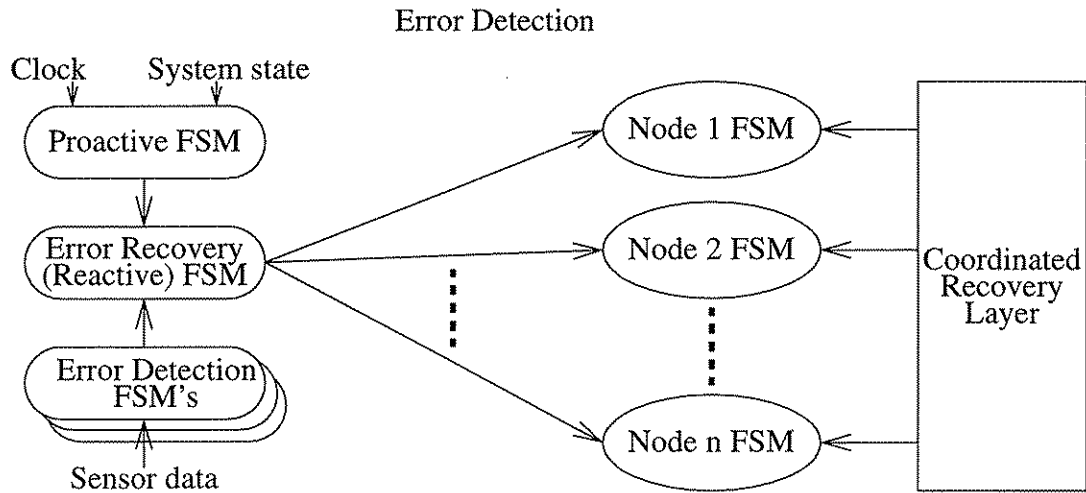 Error Detection
Clock
System state
Proactive FSM
Error Recovery
(Reactive) FSM
Error Detection
FSM's
Sensor data
Node 1 FSM
Node 2 FSM
Node n FSM
Coordinated
Recovery
Layer